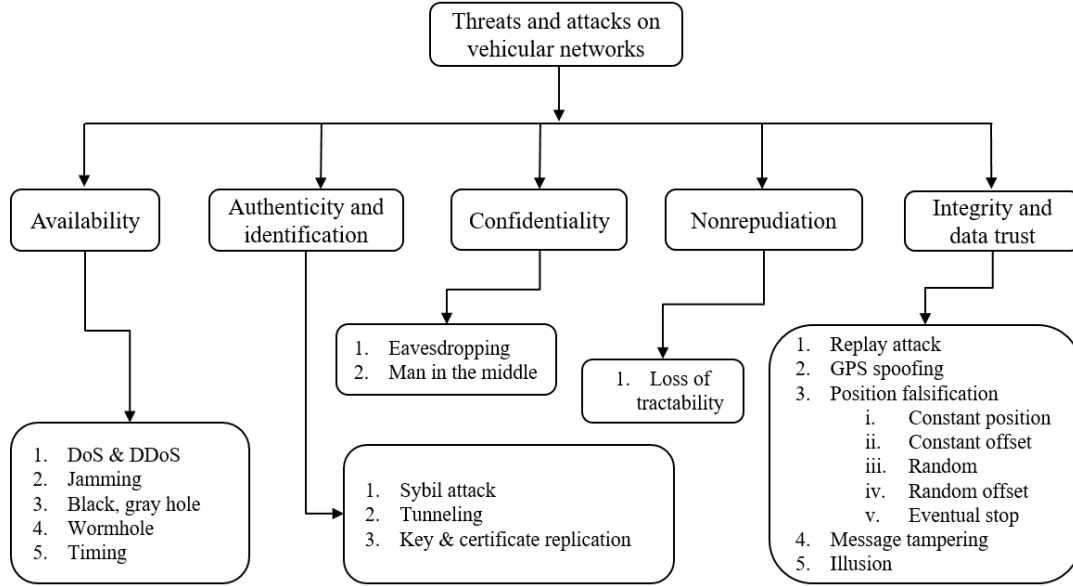 Threats and attacks on
vehicular networks
Availability
Authenticity and
identification
Confidentiality
Nonrepudiation
Integrity and
data trust
1. Eavesdropping
2. Man in the middle
1. Loss of
tractability
1. Replay attack
2. GPS spoofing
3. Position falsification
i. Constant position
ii. Constant offset
iii. Random
iv. Random offset
v. Eventual stop
4. Message tampering
5. Illusion
1. DoS & DDoS
2. Jamming
3. Black, gray hole
4. Wormhole
5. Timing
1. Sybil attack
2. Tunneling
3. Key & certificate replication